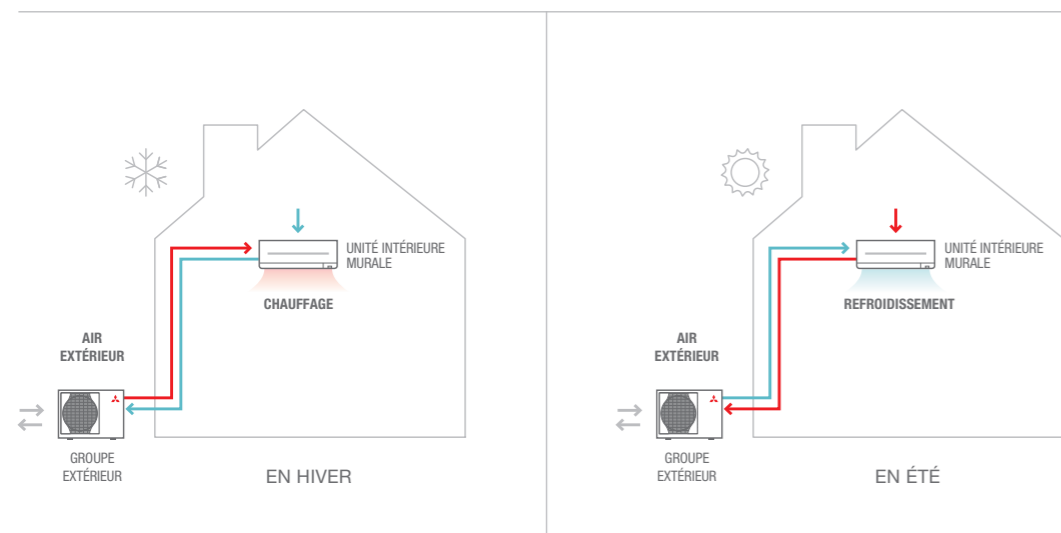 UNITÉ INTÉRIEURE
MURALE
CHAUFFAGE
AIR
EXTÉRIEUR
GROUPE
EXTÉRIEUR
EN HIVER
UNITÉ INTÉRIEURE
MURALE
REFROIDISSEMENT
AIR
EXTÉRIEUR
GROUPE
EXTÉRIEUR
EN ÉTÉ